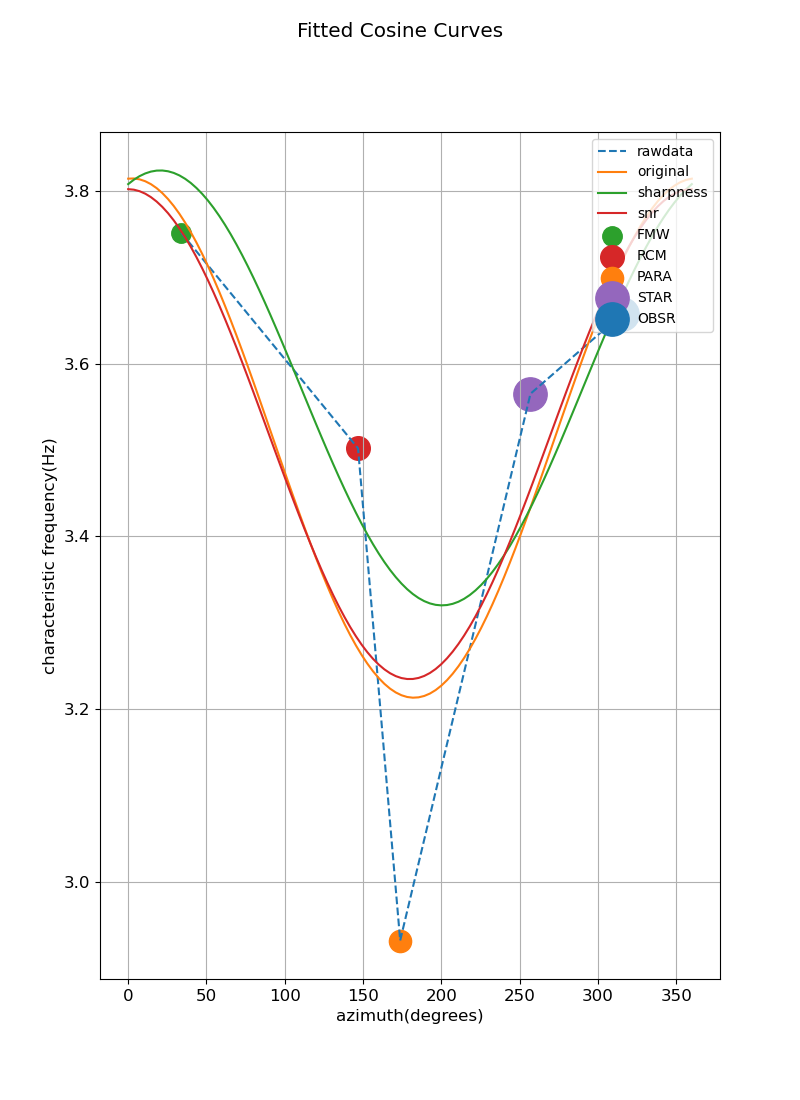 Fitted Cosine Curves
characteristic frequency(Hz)
3.8
3.6
3.4
3.2
3.0
rawdata
original
sharpness
snr
FMW
RCM
PARA
STAR
OBSR
0 50 100 150 200 250 300 350
azimuth(degrees)